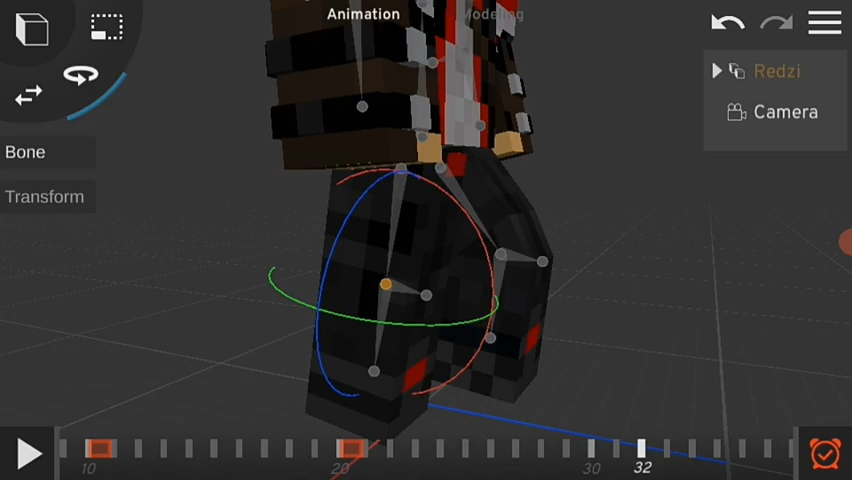 Animation
Modeling
Redzi
Camera
Bone
Transform
10
20
30
32